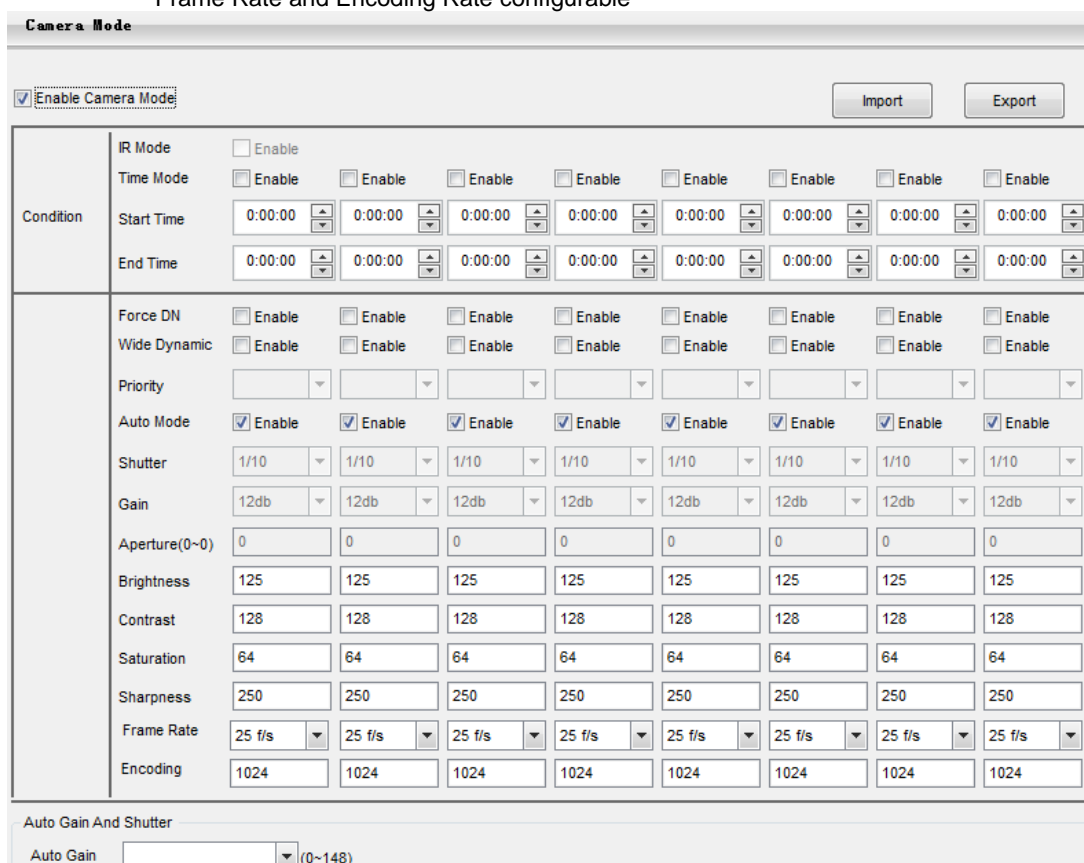 Frame Rate and Encoding Rate configurable
Camera Mode
Enable Camera Mode Import Export
IR Mode Enable
Time Mode Enable Enable Enable Enable Enable Enable Enable Enable
Condition Start Time 0:00:00 0:00:00 0:00:00 0:00:00 0:00:00 0:00:00 0:00:00 0:00:00
End Time 0:00:00 0:00:00 0:00:00 0:00:00 0:00:00 0:00:00 0:00:00 0:00:00
Force DN Enable Enable Enable Enable Enable Enable Enable Enable
Wide Dynamic Enable Enable Enable Enable Enable Enable Enable Enable
Priority
Auto Mode Enable Enable Enable Enable Enable Enable Enable Enable
Shutter 1/10 1/10 1/10 1/10 1/10 1/10 1/10 1/10
Gain 12db 12db 12db 12db 12db 12db 12db 12db
Aperture(0~0) 0 0 0 0 0 0 0 0
Brightness 125 125 125 125 125 125 125 125
Contrast 128 128 128 128 128 128 128 128
Saturation 64 64 64 64 64 64 64 64
Sharpness 250 250 250 250 250 250 250 250
Frame Rate 25 f/s 25 f/s 25 f/s 25 f/s 25 f/s 25 f/s 25 f/s 25 f/s
Encoding 1024 1024 1024 1024 1024 1024 1024 1024
Auto Gain And Shutter
Auto Gain (0~148)